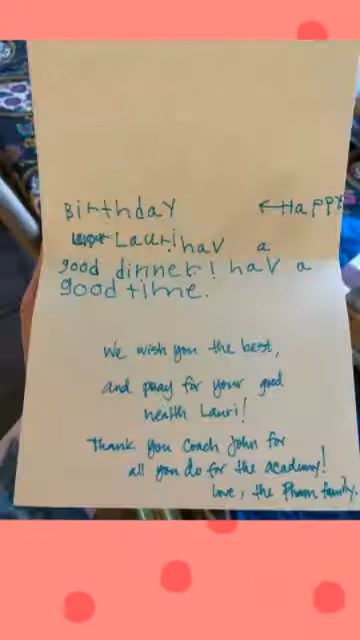 Birthday ←Happy
Lauri hav a
good dinner! hav a
good time.
We wish you the best,
and pray for your good
health Lauri!
Thank you Coach John for
all you do for the academy!
Love, the Pham family.